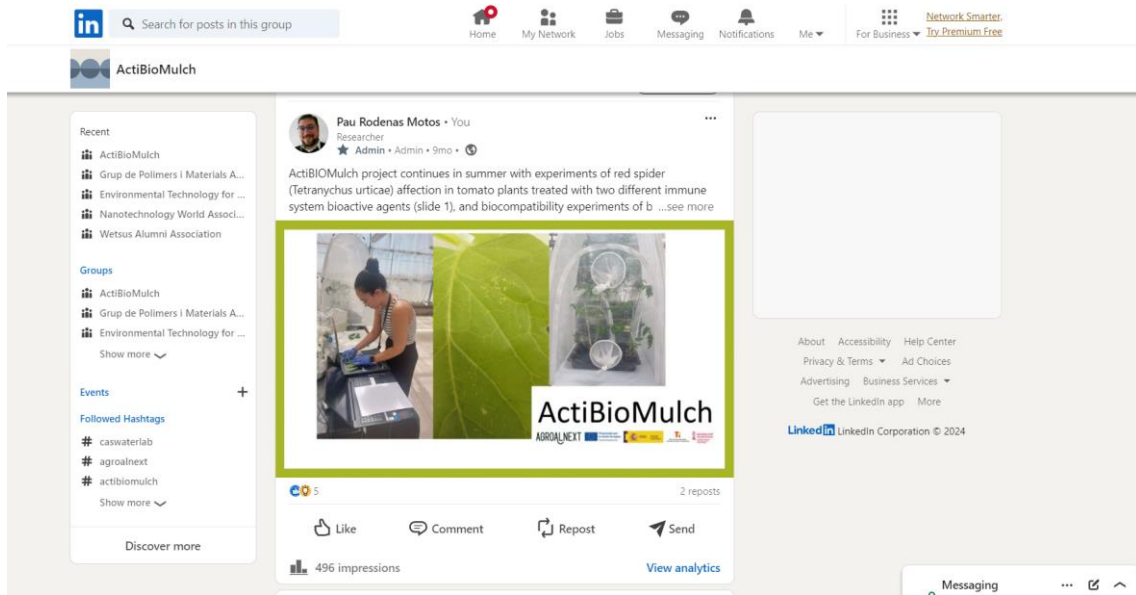 in
Search for posts in this group
Home
My Network
Jobs
Messaging
Notifications
Me
For Business
Network Smarter,
Try Premium Free
ActiBioMulch
Recent
ActiBioMulch
Grup de Polimers i Materials A...
Environmental Technology for ...
Nanotechnology World Associ...
Wetsus Alumni Association
Groups
ActiBioMulch
Grup de Polimers i Materials A...
Environmental Technology for ...
Show more
Events +
Followed Hashtags
# caswaterlab
# agroalnext
# actibiomulch
Show more
Discover more
Pau Rodenas Motos • You
Researcher
Admin • Admin • 9mo •
ActiBIOMulch project continues in summer with experiments of red spider
(Tetranychus urticae) affection in tomato plants treated with two different immune
system bioactive agents (slide 1), and biocompatibility experiments of b ...see more
ActiBioMulch
AGROALNEXT
5
2 reposts
Like
Comment
Repost
Send
496 impressions
View analytics
About Accessibility Help Center
Privacy & Terms Ad Choices
Advertising Business Services
Get the LinkedIn app More
LinkedIn LinkedIn Corporation © 2024
Messaging